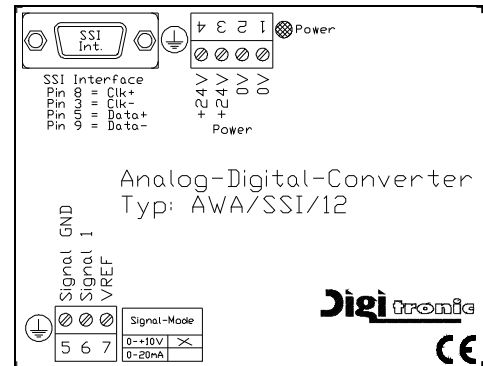 SSI
Int.
4 3 2 1
Power
SSI Interface
Pin 8 = Clk+
Pin 3 = Clk-
Pin 5 = Data+
Pin 9 = Data-
+24V
+24V
0V
0V
Power
Analog-Digital-Converter
Typ: AWA/SSI/12
Signal GND
Signal 1
VREF
5 6 7
Signal-Mode
0-+10V X
0-20mA
Digitronic
CE